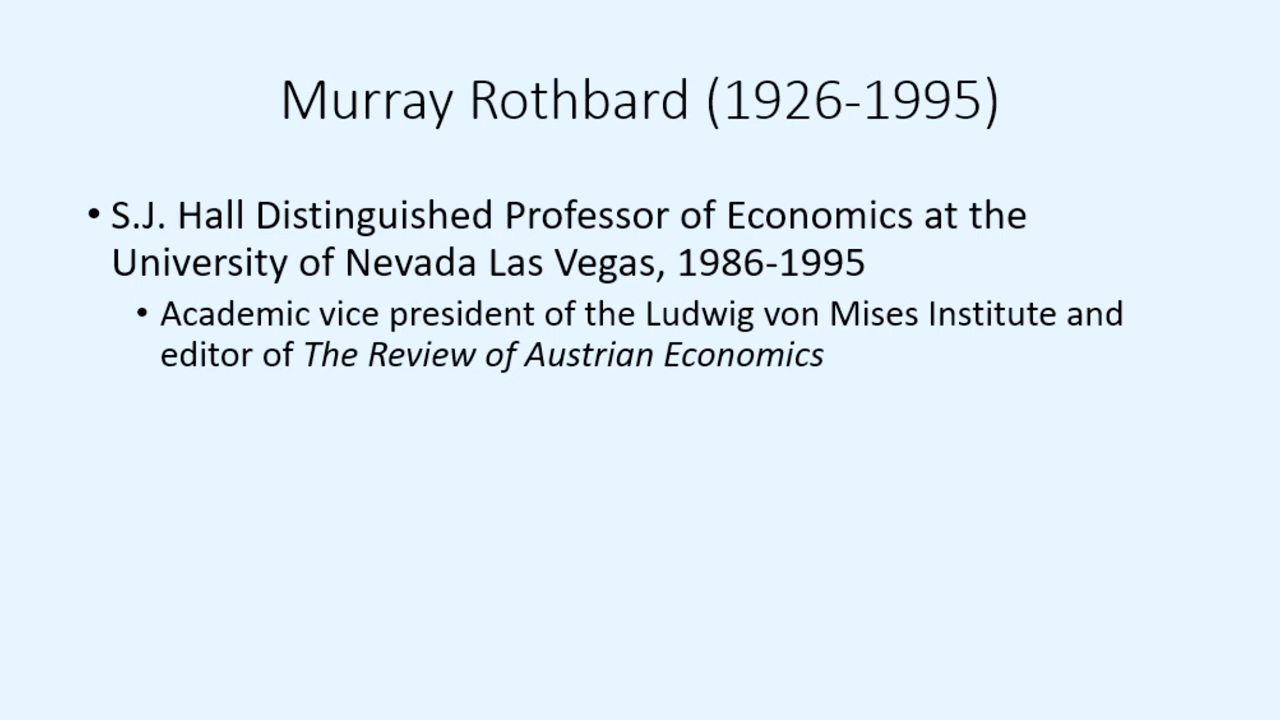 Murray Rothbard (1926-1995)
• S.J. Hall Distinguished Professor of Economics at the
University of Nevada Las Vegas, 1986-1995
• Academic vice president of the Ludwig von Mises Institute and
editor of The Review of Austrian Economics